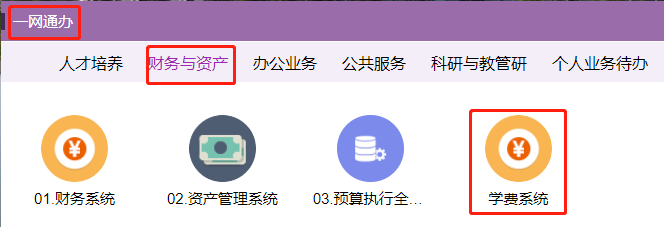 一网通办
人才培养 财务与资产 办公业务 公共服务 科研与教管研 个人业务待办
01.财务系统 02.资产管理系统 03.预算执行全... 学费系统